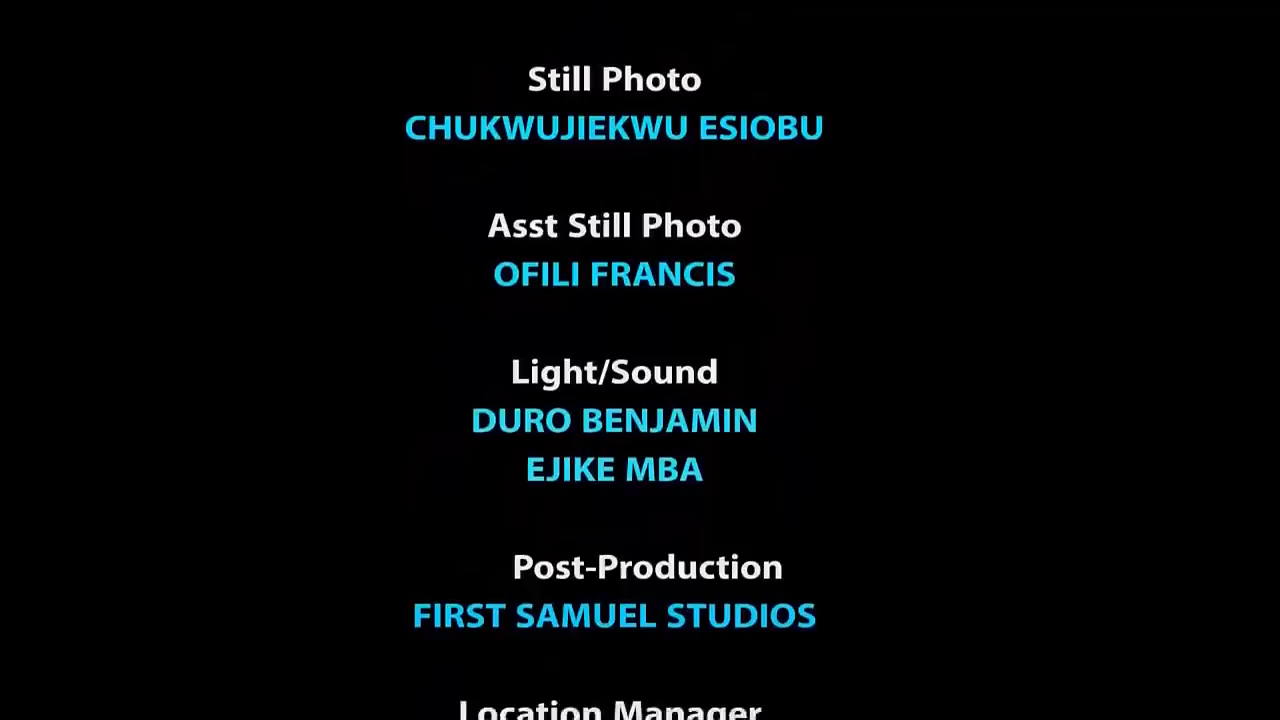 Still Photo
CHUKWUJIEKWU ESIOBU
Asst Still Photo
OFILI FRANCIS
Light/Sound
DURO BENJAMIN
EJIKE MBA
Post-Production
FIRST SAMUEL STUDIOS
Location Manager